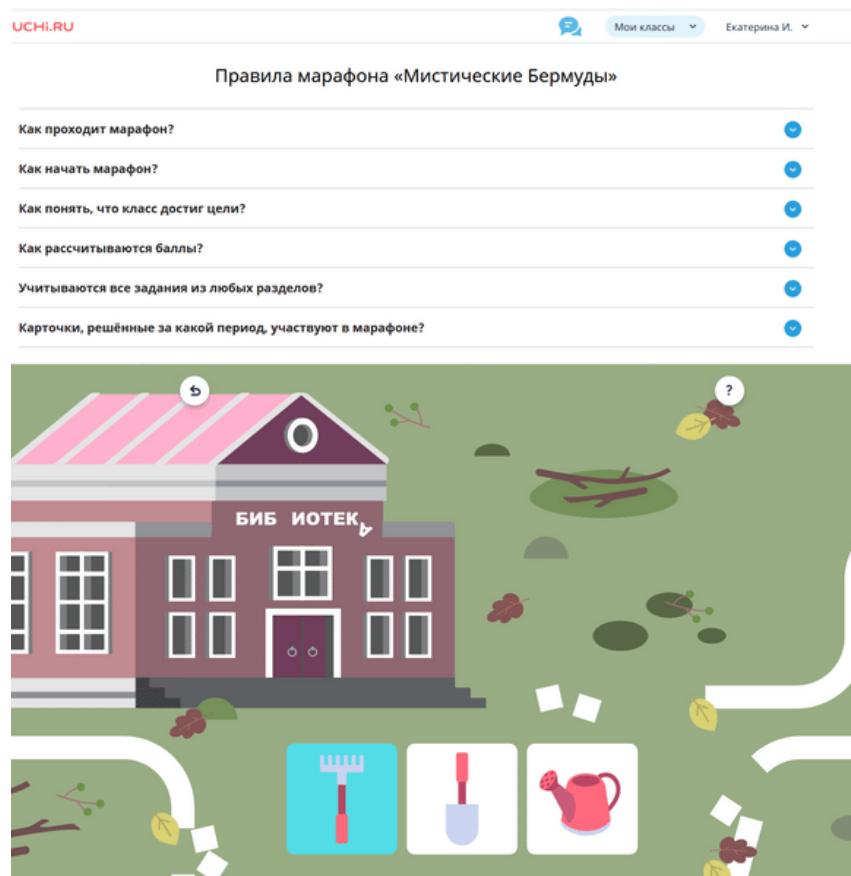 UCHi.RU
Мои классы
Екатерина И.
Правила марафона «Мистические Бермуды»
Как проходит марафон?
Как начать марафон?
Как понять, что класс достиг цели?
Как рассчитываются баллы?
Учитываются все задания из любых разделов?
Карточки, решённые за какой период, участвуют в марафоне?
?
БИБ ИОТЕКА